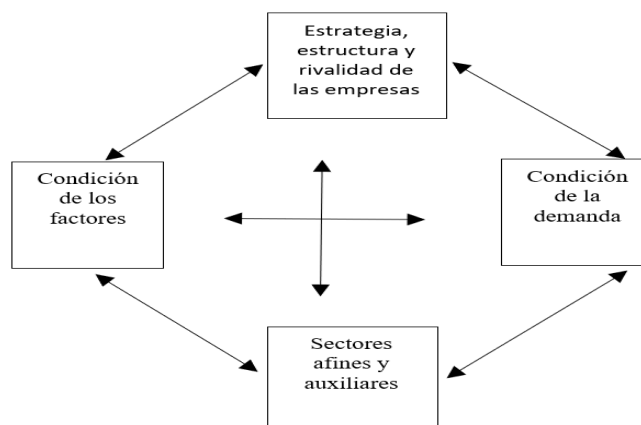 Estrategia,
estructura y
rivalidad de
las empresas
Condición
de los
factores
Condición
de la
demanda
Sectores
afines y
auxiliares